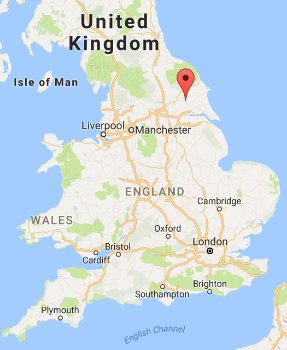 United
Kingdom
Isle of Man
Liverpool
Manchester
ENGLAND
Cambridge
WALES
Oxford
London
Bristol
Cardiff
Brighton
Southampton
Plymouth
English Channel